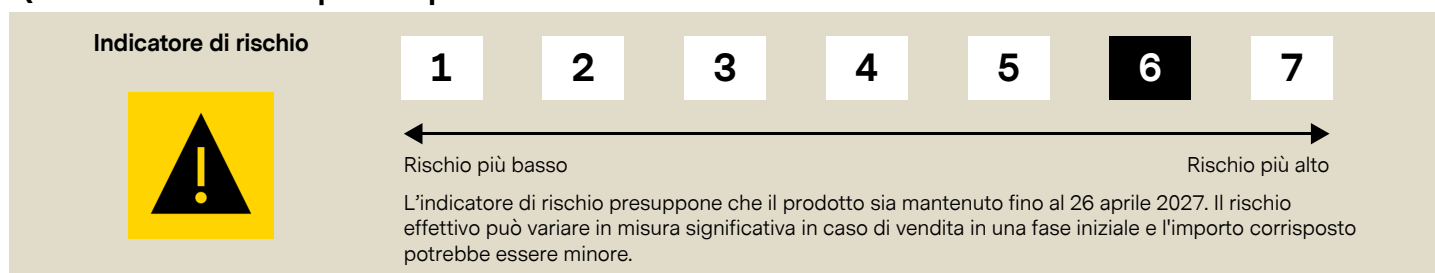 Indicatore di rischio
1 2 3 4 5 6 7
Rischio più basso Rischio più alto
L'indicatore di rischio presuppone che il prodotto sia mantenuto fino al 26 aprile 2027. Il rischio
effettivo può variare in misura significativa in caso di vendita in una fase iniziale e l'importo corrisposto
potrebbe essere minore.